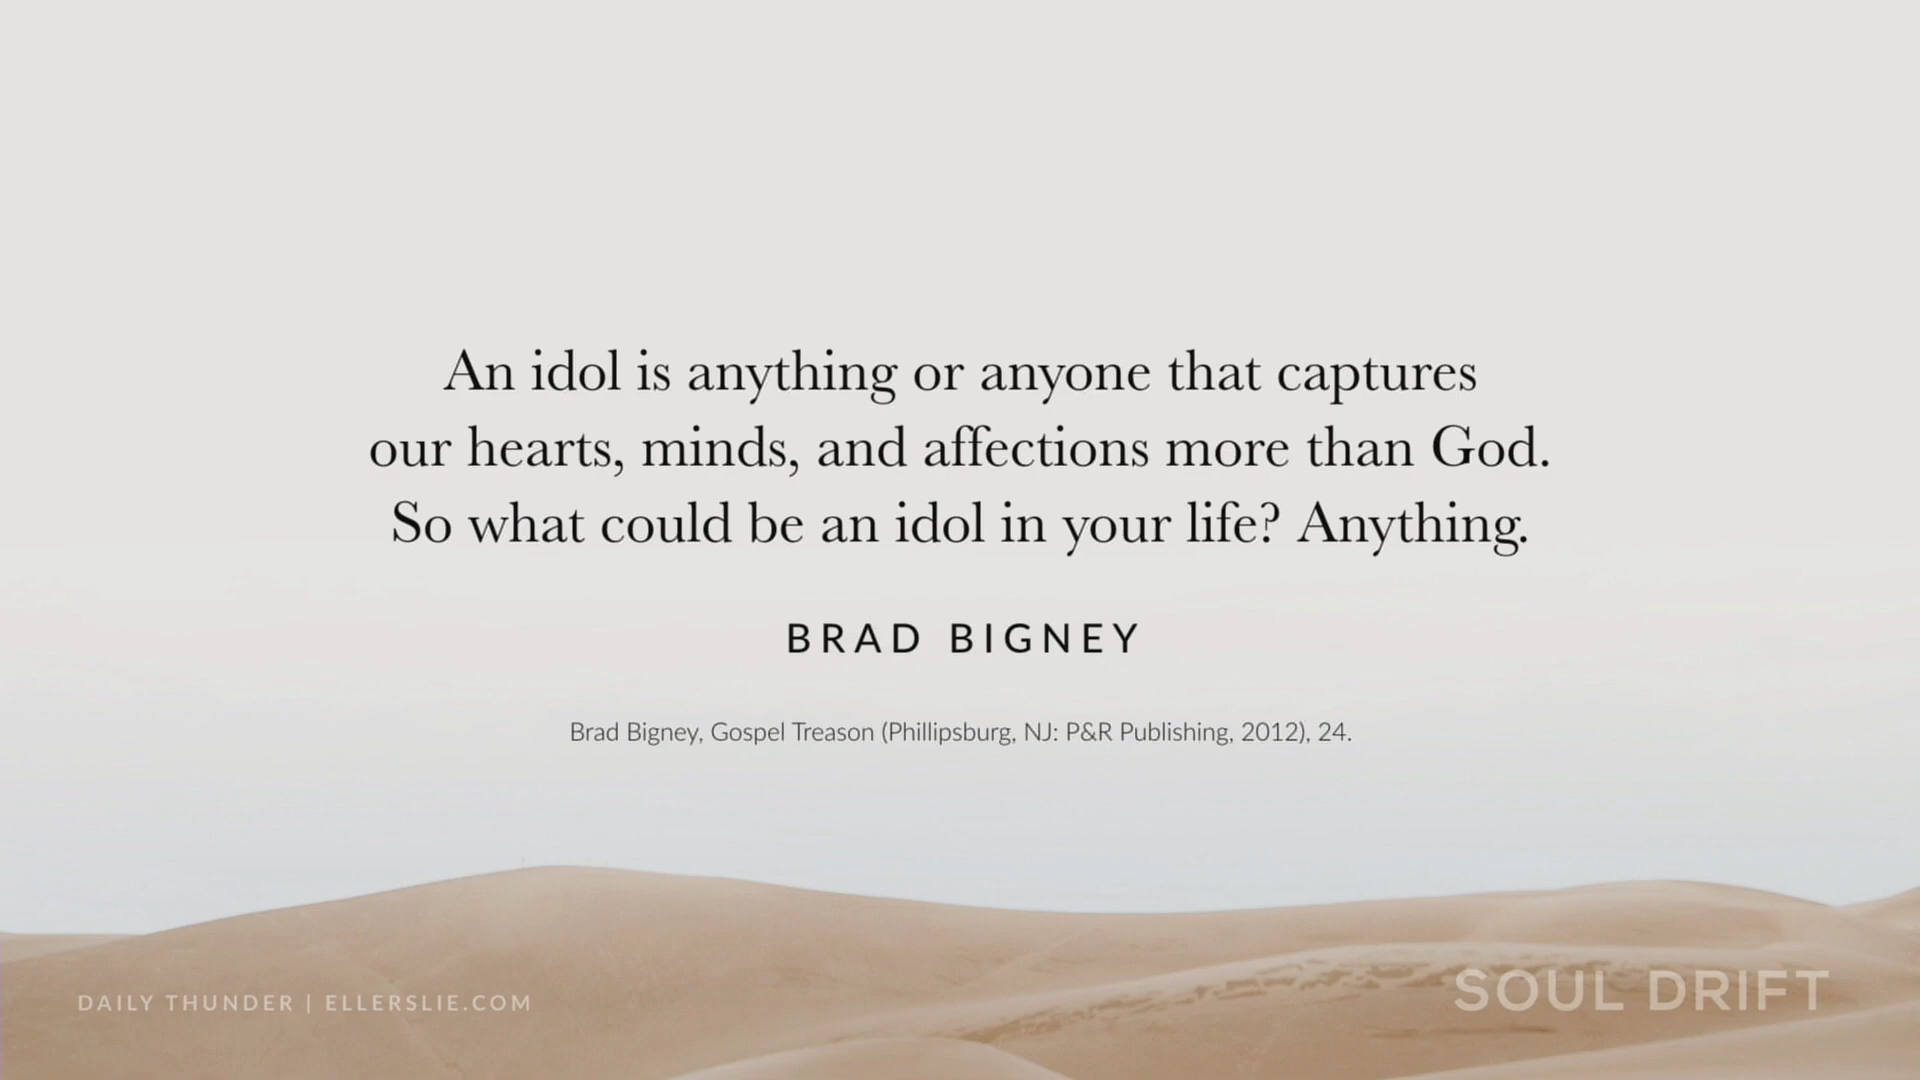 An idol is anything or anyone that captures
our hearts, minds, and affections more than God.
So what could be an idol in your life? Anything.
BRAD BIGNEY
Brad Bigney, Gospel Treason (Phillipsburg, NJ: P&R Publishing, 2012), 24.
DAILY THUNDER | ELLERSLIE.COM
SOUL DRIFT